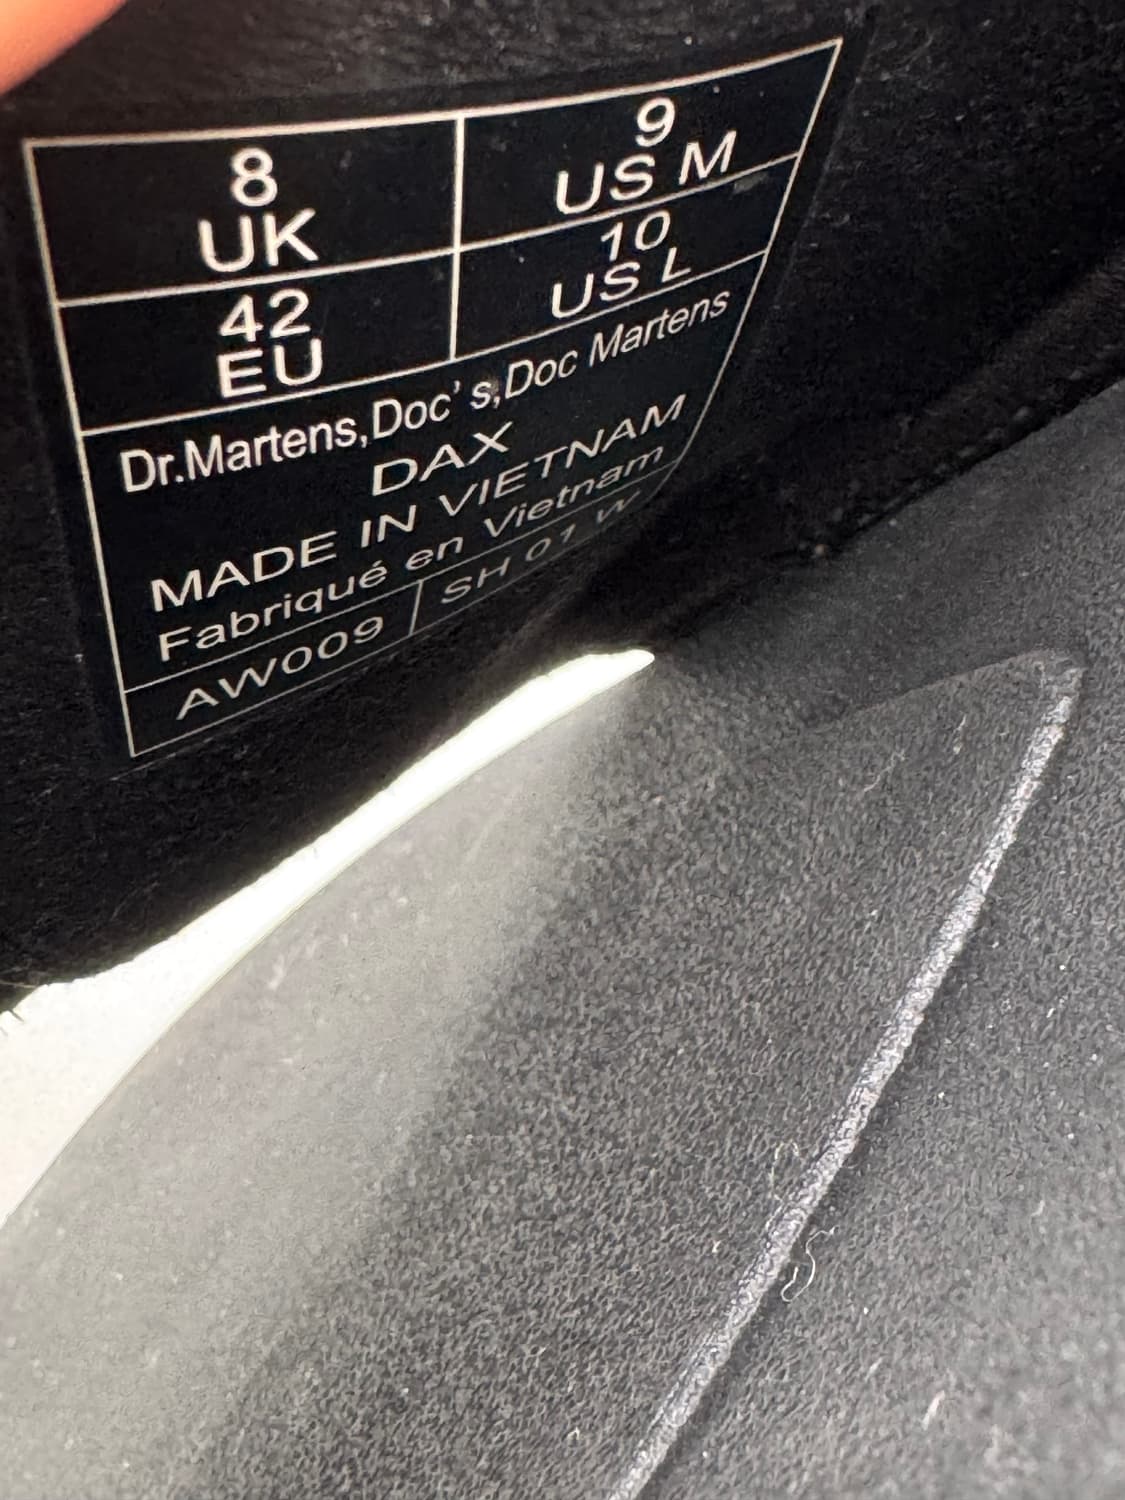 8
UK
9
US M
42
EU
10
US L
Dr.Martens,Doc's,Doc Martens
DAX
MADE IN VIETNAM
Fabriqué en Vietnam
AW009
SH 01 W